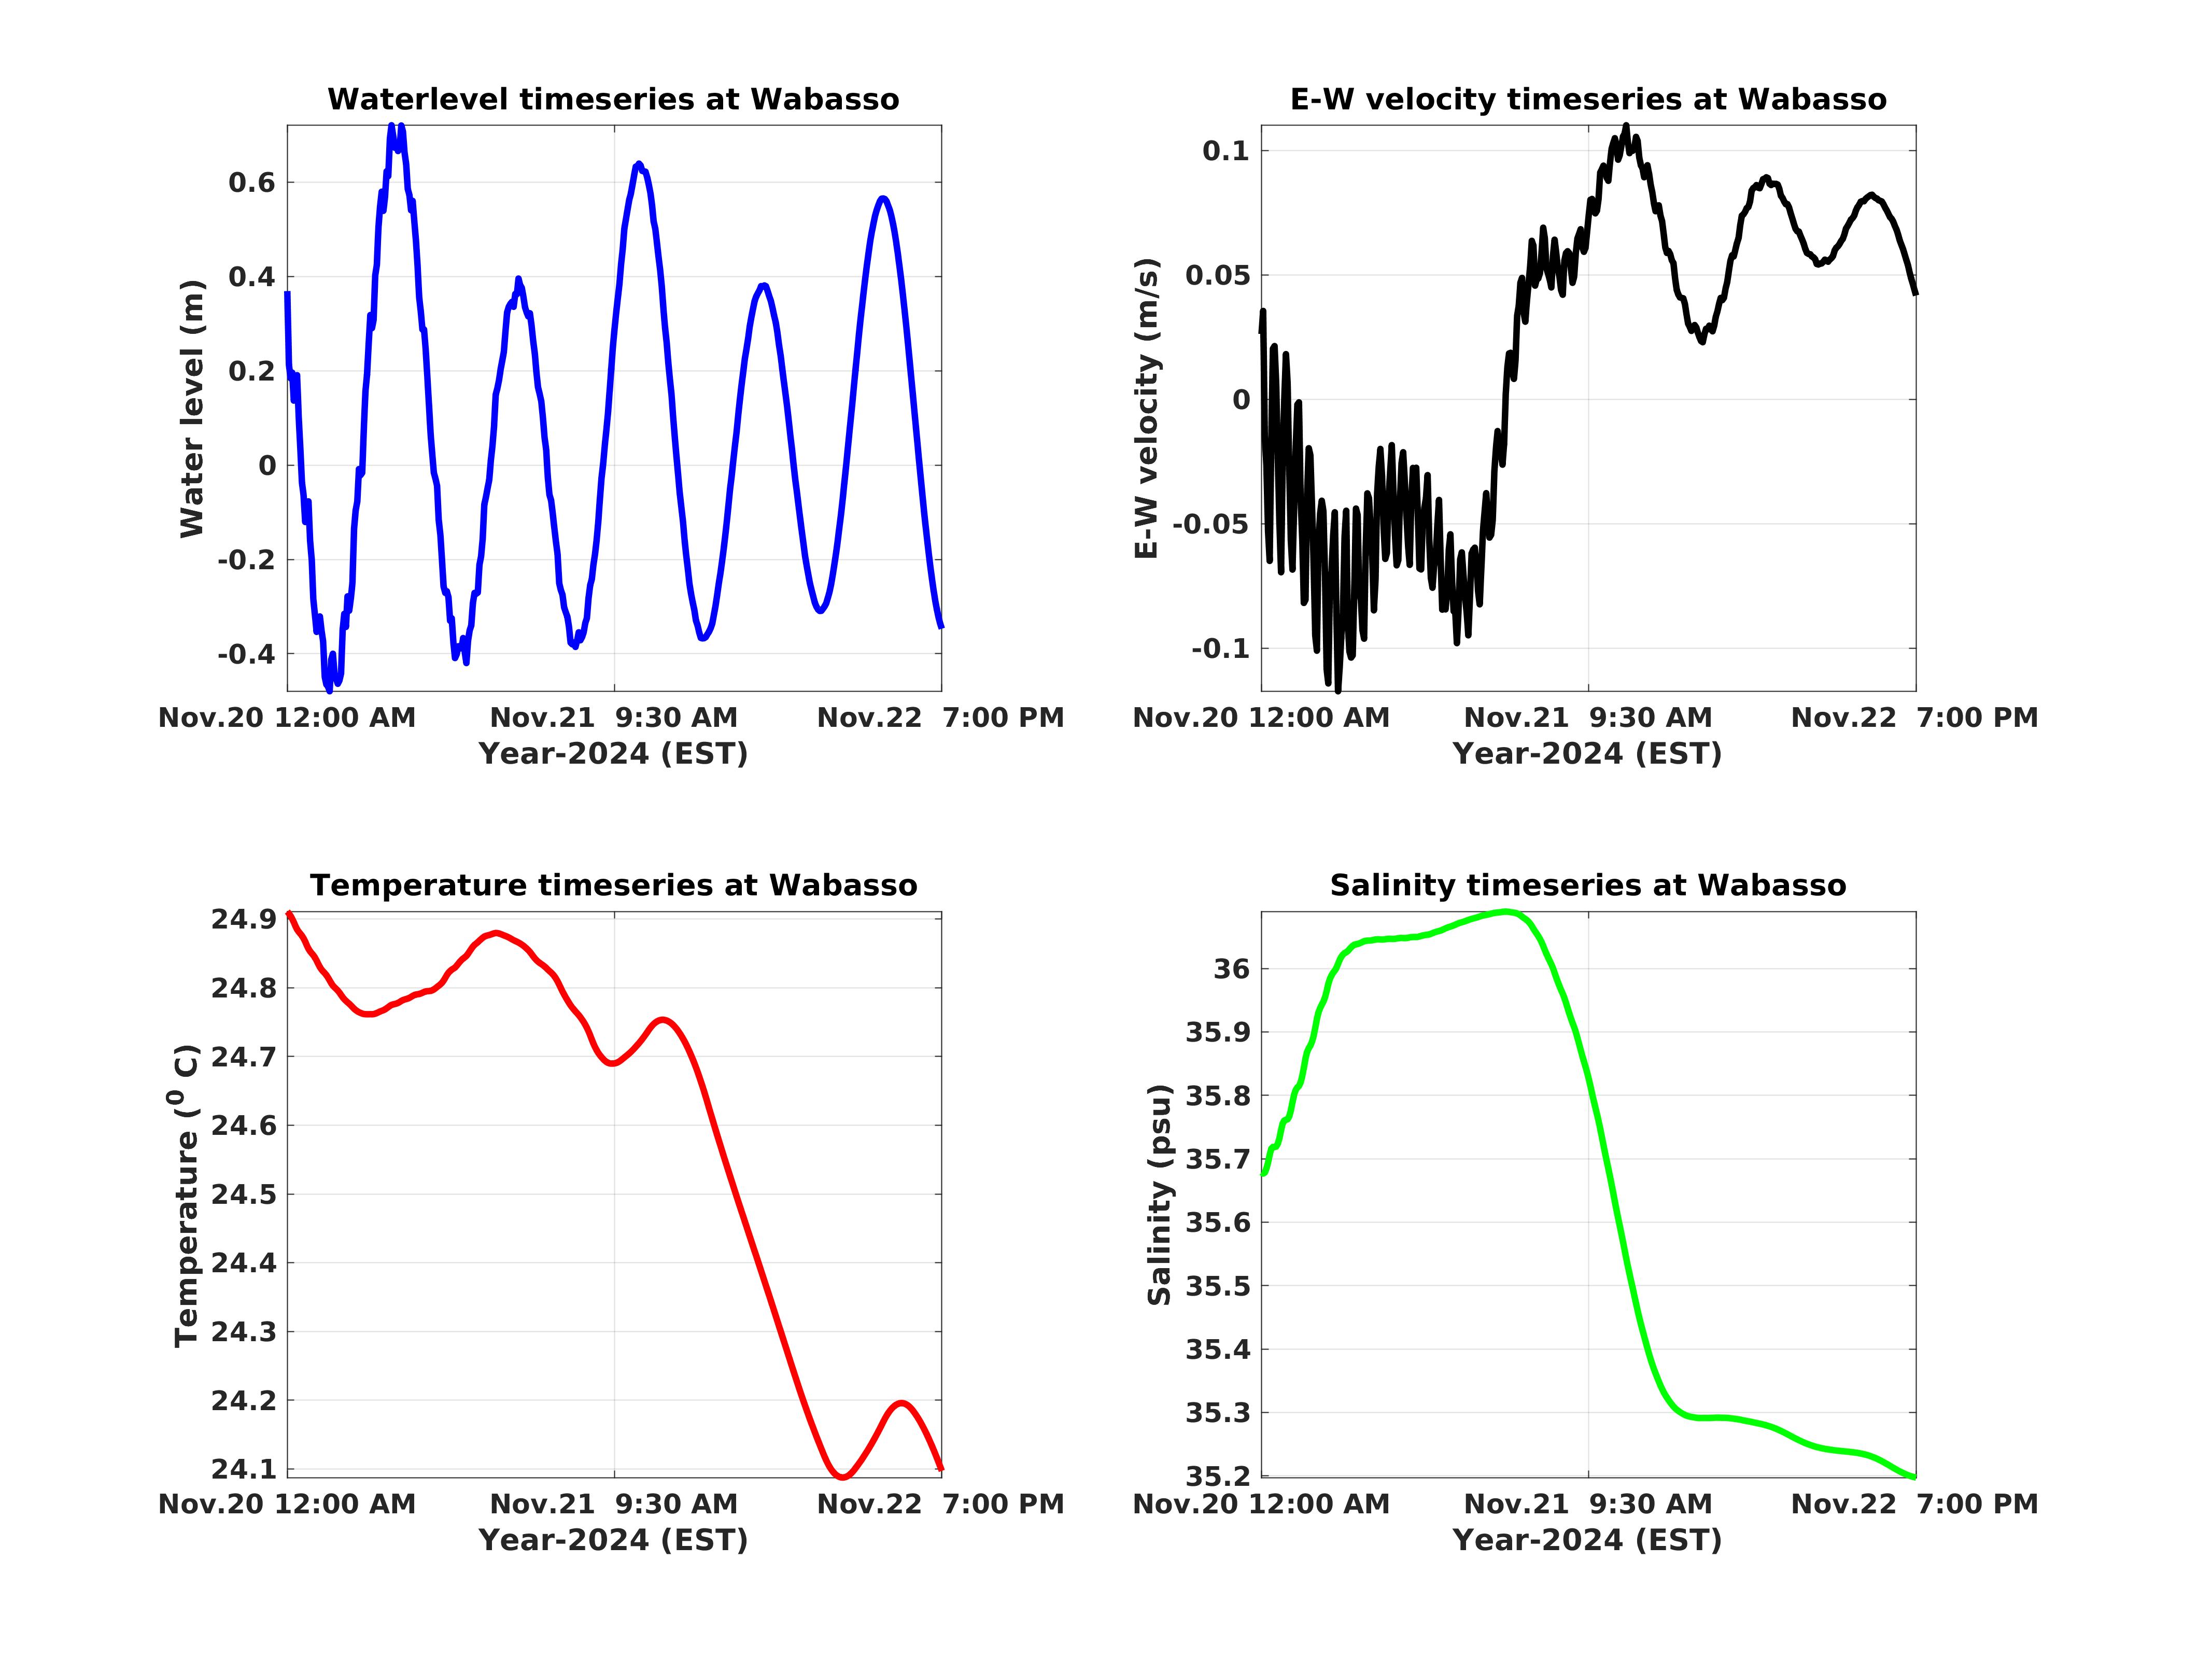 Waterlevel timeseries at Wabasso
0.6
0.4
0.2
0
-0.2
-0.4
Water level (m)
Nov.20 12:00 AM
Nov.21 9:30 AM
Nov.22 7:00 PM
Year-2024 (EST)
E-W velocity timeseries at Wabasso
0.1
0.05
0
-0.05
-0.1
E-W velocity (m/s)
Nov.20 12:00 AM
Nov.21 9:30 AM
Nov.22 7:00 PM
Year-2024 (EST)
Temperature timeseries at Wabasso
24.9
24.8
24.7
24.6
24.5
24.4
24.3
24.2
24.1
Temperature (⁰ C)
Nov.20 12:00 AM
Nov.21 9:30 AM
Nov.22 7:00 PM
Year-2024 (EST)
Salinity timeseries at Wabasso
36
35.9
35.8
35.7
35.6
35.5
35.4
35.3
35.2
Salinity (psu)
Nov.20 12:00 AM
Nov.21 9:30 AM
Nov.22 7:00 PM
Year-2024 (EST)